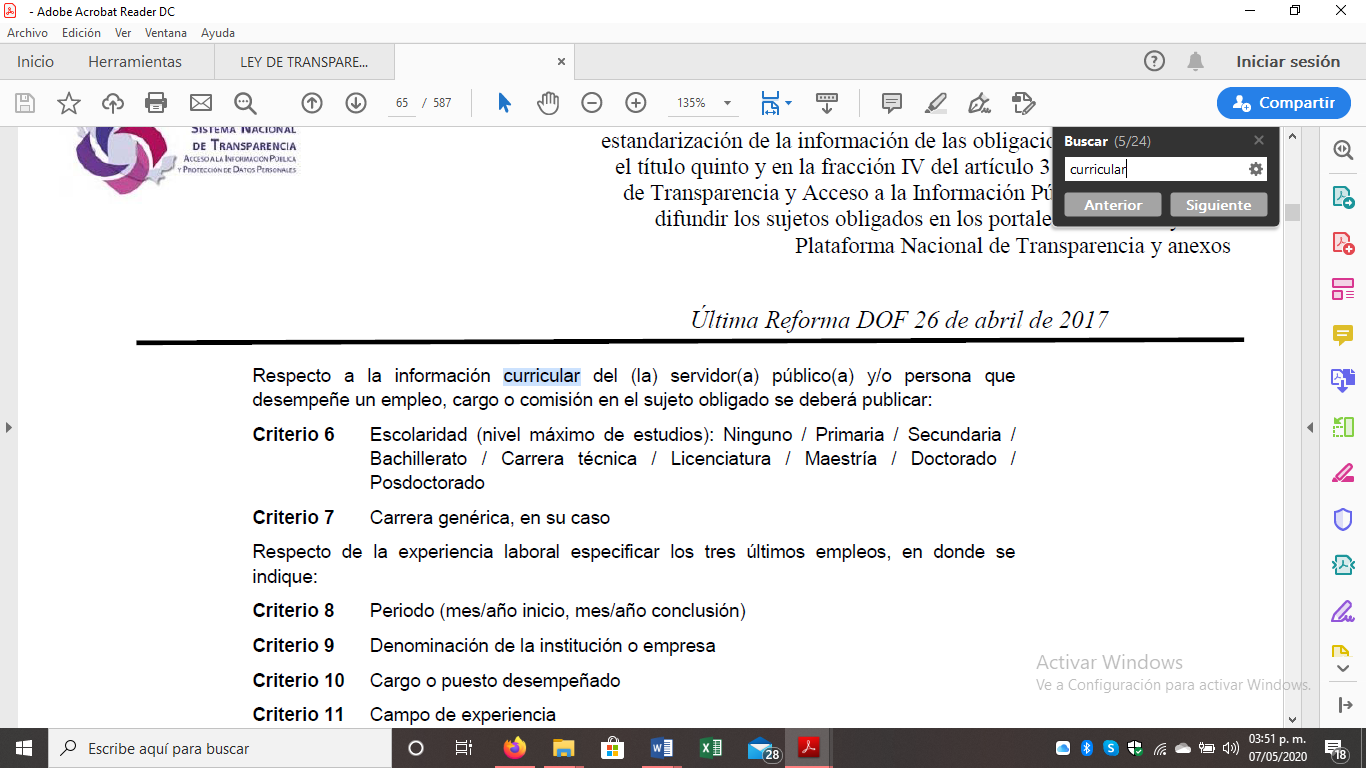 - Adobe Acrobat Reader DC
Archivo Edición Ver Ventana Ayuda
Inicio Herramientas LEY DE TRANSPARE... Iniciar sesión
65 / 587 135% Compartir
SISTEMA NACIONAL
DE TRANSPARENCIA
ACCESO A LA INFORMACIÓN PÚBLICA
Y PROTECCIÓN DE DATOS PERSONALES
estandarización de la información de las
el título quinto y en la fracción IV del artículo 3
de Transparencia y Acceso a la Información
difundir los sujetos obligados en los
Plataforma Nacional de Transparencia y anexos
Buscar (5/24)
curricular
Anterior Siguiente
Última Reforma DOF 26 de abril de 2017
Respecto a la información curricular del (la) servidor(a) público(a) y/o persona que
desempeñe un empleo, cargo o comisión en el sujeto obligado se deberá publicar:
Criterio 6 Escolaridad (nivel máximo de estudios): Ninguno / Primaria / Secundaria /
Bachillerato / Carrera técnica / Licenciatura / Maestría / Doctorado /
Posdoctorado
Criterio 7 Carrera genérica, en su caso
Respecto de la experiencia laboral especificar los tres últimos empleos, en donde se
indique:
Criterio 8 Periodo (mes/año inicio, mes/año conclusión)
Criterio 9 Denominación de la institución o empresa
Criterio 10 Cargo o puesto desempeñado
Criterio 11 Campo de experiencia
Activar Windows
Ve a Configuración para activar Windows.
Escribe aquí para buscar
28
03:51 p. m.
07/05/2020
18